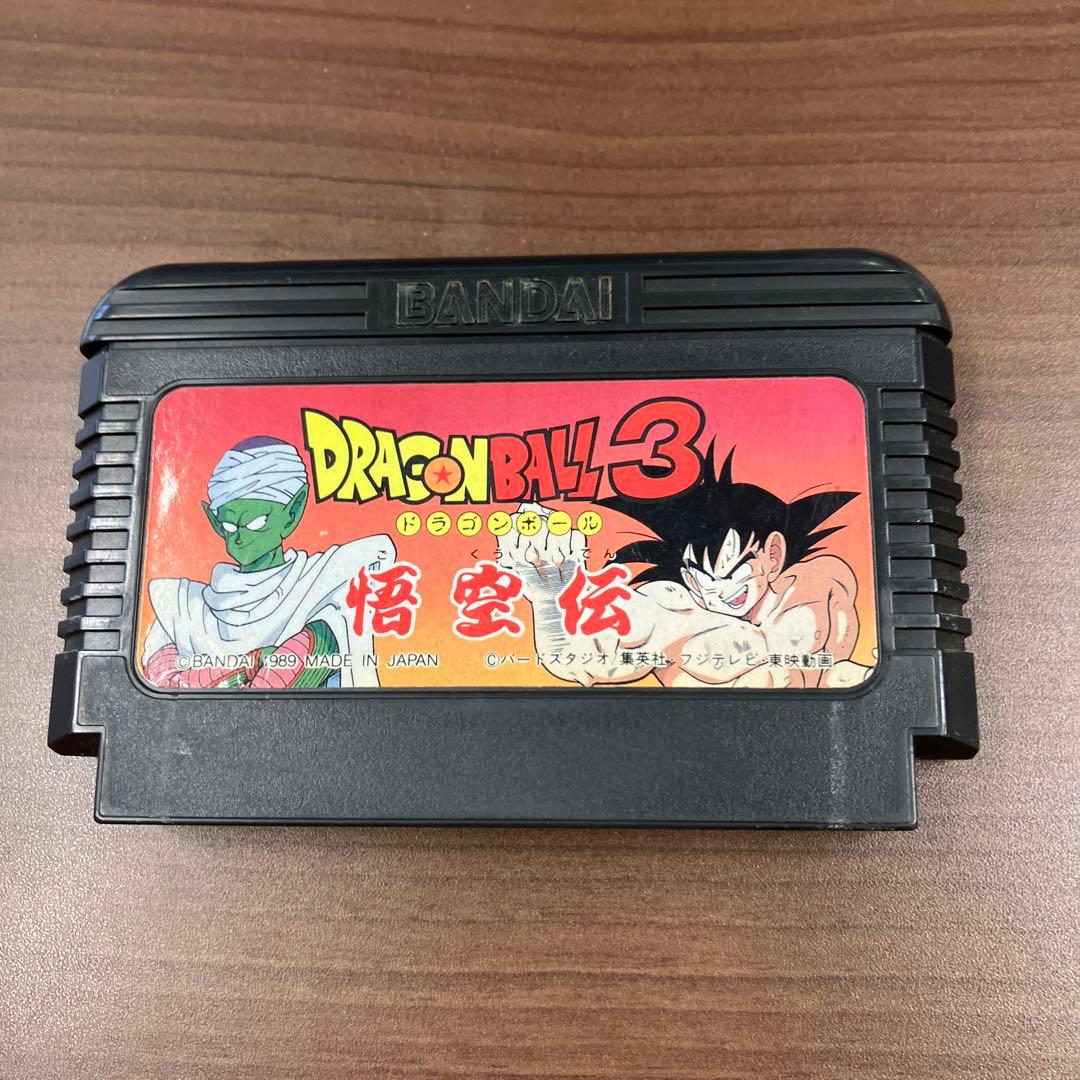 BANDAI
DRAGON BALL 3
ドラゴンボール
ご くう でん
悟空伝
©BANDAI 1989 MADE IN JAPAN ©バードスタジオ/集英社・フジテレビ・東映動画